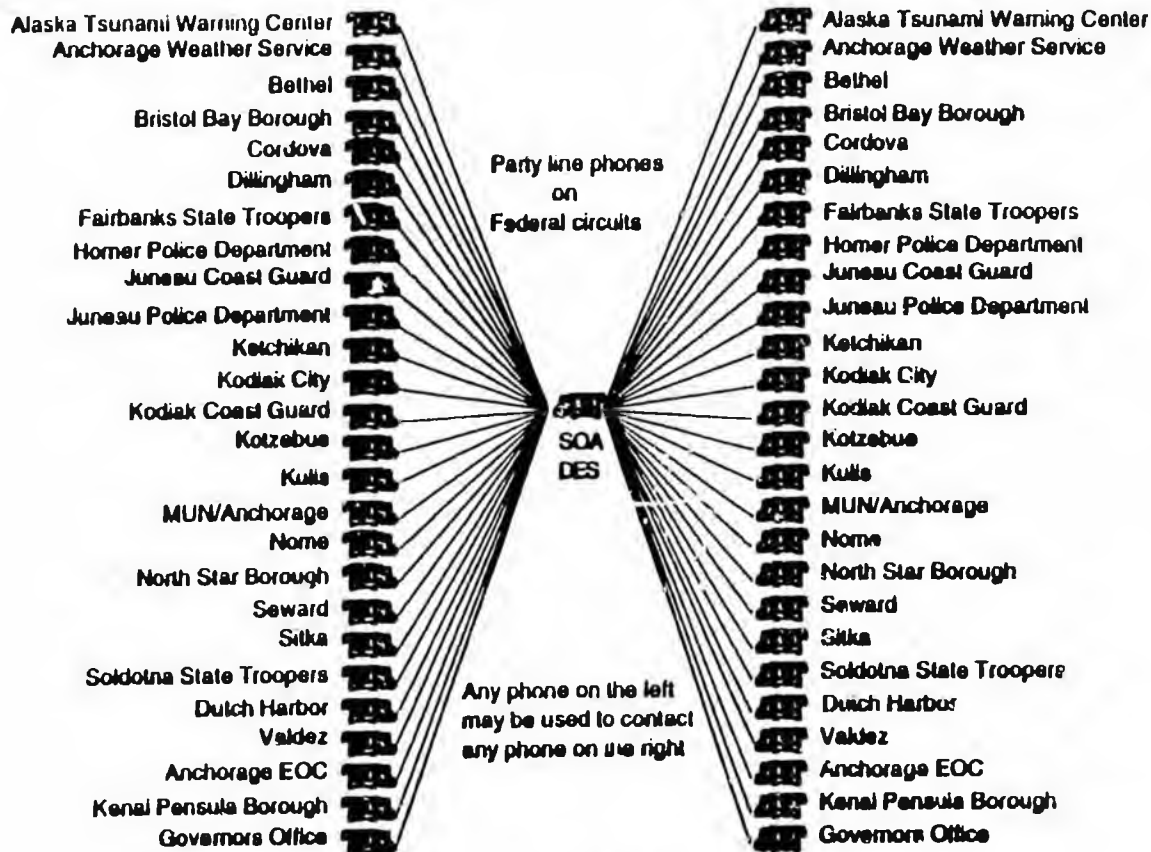 Alaska Tsunami Warning Center
Anchorage Weather Service
Bethel
Bristol Bay Borough
Cordova
Dillingham
Fairbanks State Troopers
Homer Police Department
Juneau Coast Guard
Juneau Police Department
Ketchikan
Kodiak City
Kodiak Coast Guard
Kotzebue
Kulis
MUN/Anchorage
Nome
North Star Borough
Seward
Sitka
Soldotna State Troopers
Dutch Harbor
Valdez
Anchorage EOC
Kenai Pensula Borough
Governors Office
Party line phones
on
Federal circuits
SOA
DES
Any phone on the left
may be used to contact
any phone on the right
Alaska Tsunami Warning Center
Anchorage Weather Service
Bethel
Bristol Bay Borough
Cordova
Dillingham
Fairbanks State Troopers
Homer Police Department
Juneau Coast Guard
Juneau Police Department
Ketchikan
Kodiak City
Kodiak Coast Guard
Kotzebue
Kulis
MUN/Anchorage
Nome
North Star Borough
Seward
Sitka
Soldotna State Troopers
Dutch Harbor
Valdez
Anchorage EOC
Kenai Pensula Borough
Governors Office